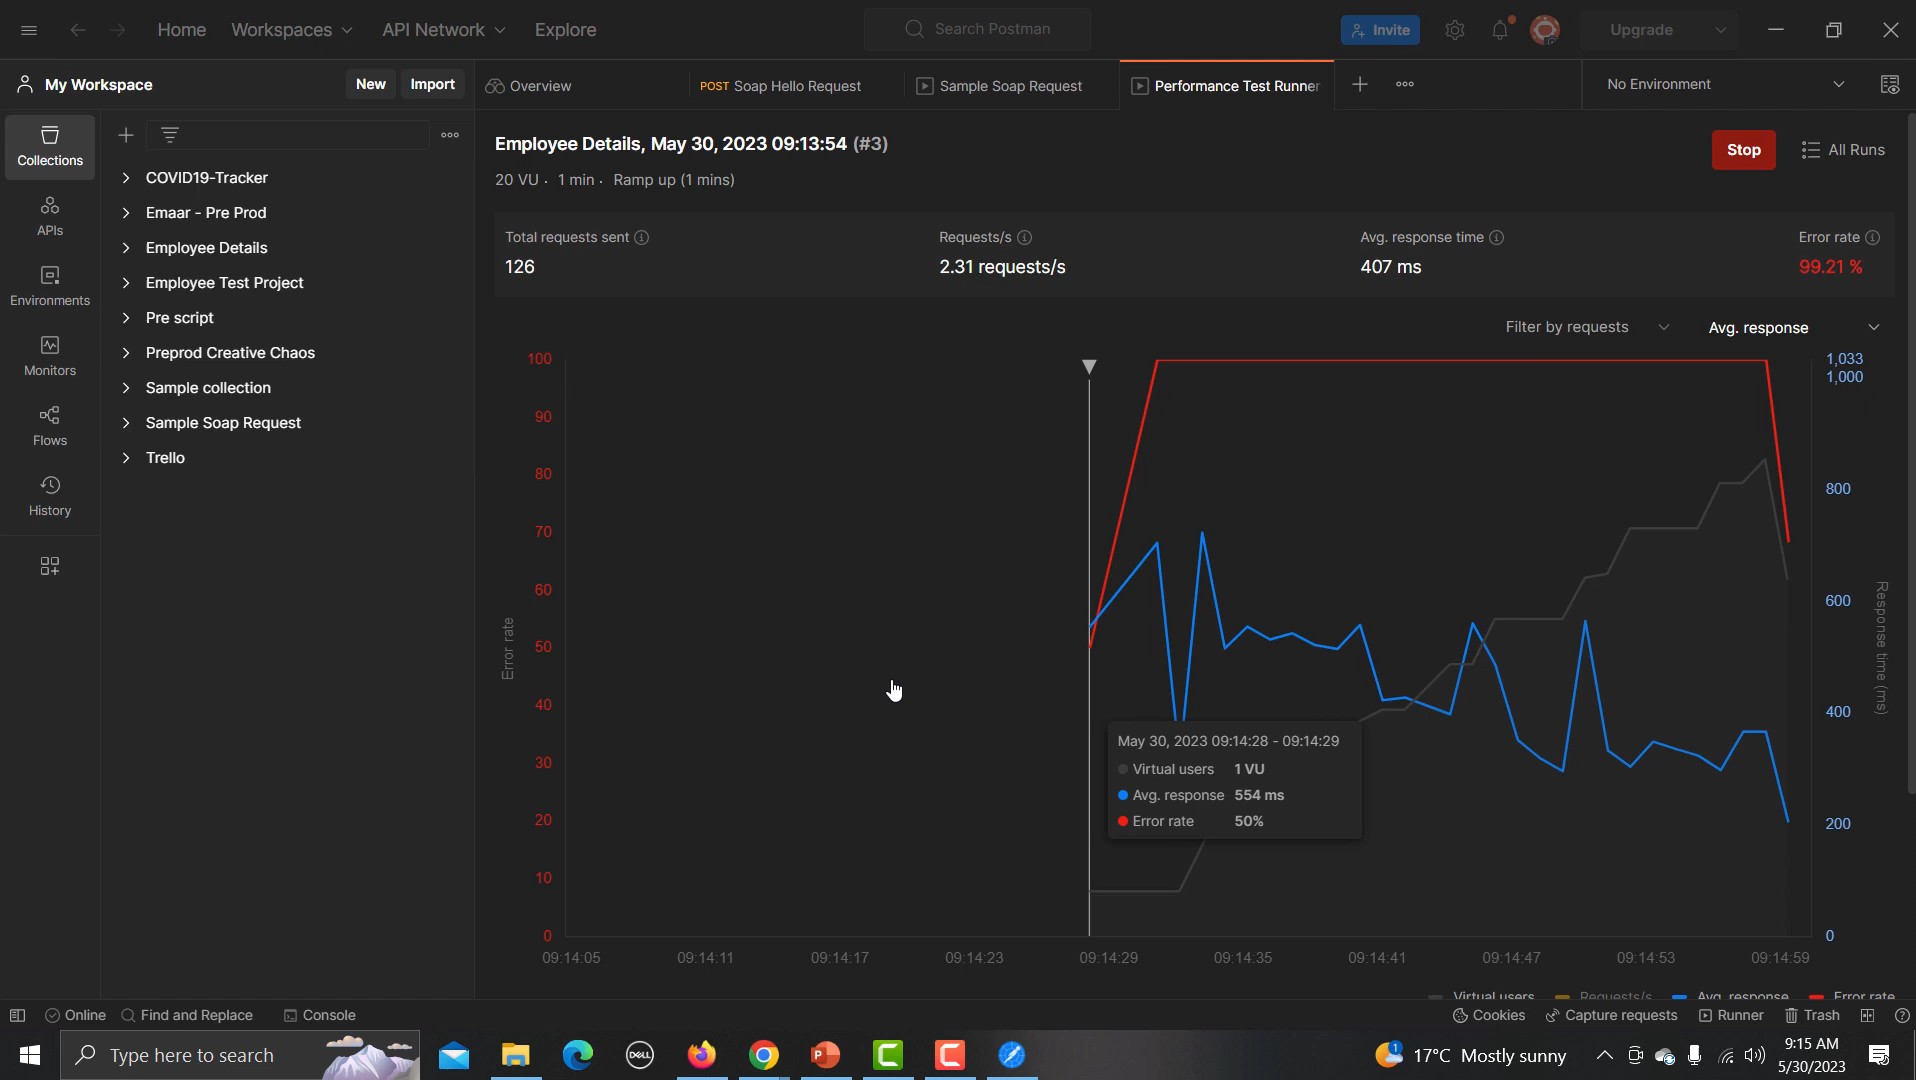 Home
Workspaces
API Network
Explore
Search Postman
Invite
Upgrade
My Workspace
New
Import
Overview
POST Soap Hello Request
Sample Soap Request
Performance Test Runner
No Environment
Collections
APIs
Environments
Monitors
Flows
History
COVID19-Tracker
Emaar - Pre Prod
Employee Details
Employee Test Project
Pre script
Preprod Creative Chaos
Sample collection
Sample Soap Request
Trello
Employee Details, May 30, 2023 09:13:54 (#3)
20 VU · 1 min · Ramp up (1 mins)
Stop
All Runs
Total requests sent
126
Requests/s
2.31 requests/s
Avg. response time
407 ms
Error rate
99.21 %
Filter by requests
Avg. response
100
90
80
70
60
50
40
30
20
10
0
Error rate
1,033
1,000
800
600
400
200
0
Response time (ms)
May 30, 2023 09:14:28 - 09:14:29
Virtual users 1 VU
Avg. response 554 ms
Error rate 50%
09:14:05
09:14:11
09:14:17
09:14:23
09:14:29
09:14:35
09:14:41
09:14:47
09:14:53
09:14:59
Virtual users
Requests/s
Avg. response
Error rate
Online
Find and Replace
Console
Cookies
Capture requests
Runner
Trash
Type here to search
DELL
1
17°C Mostly sunny
9:15 AM
5/30/2023